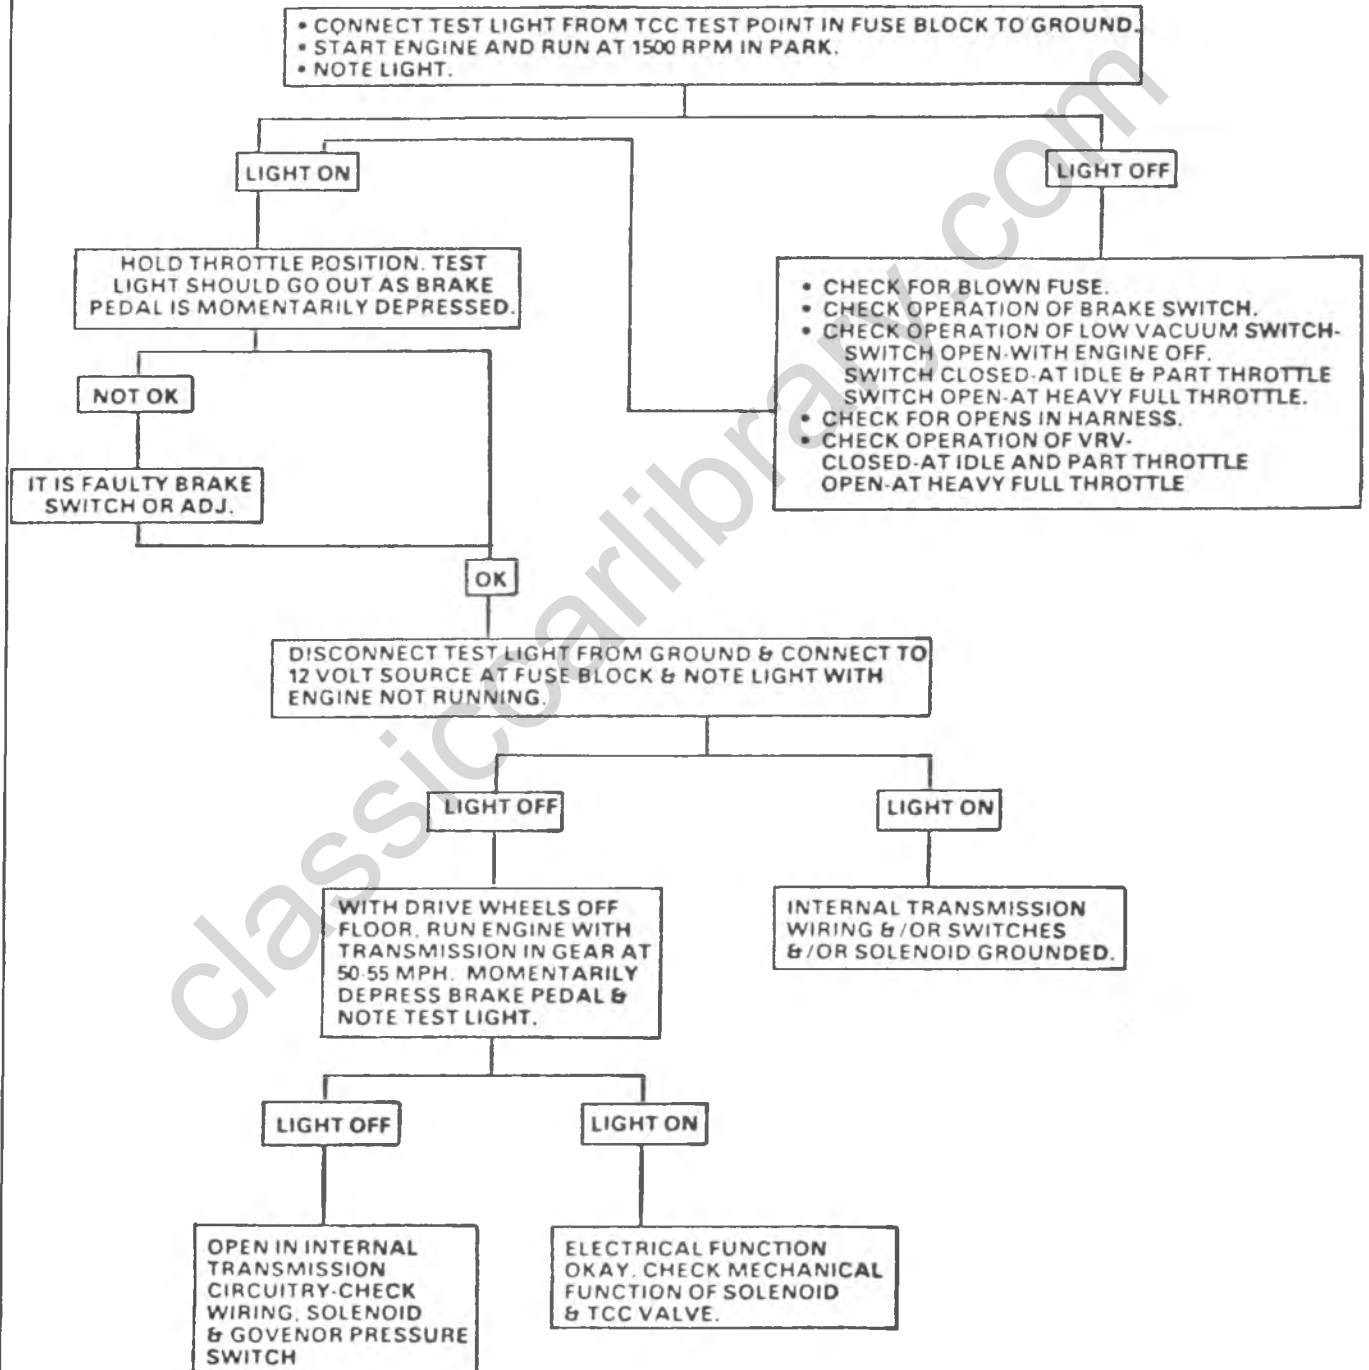 • CONNECT TEST LIGHT FROM TCC TEST POINT IN FUSE BLOCK TO GROUND.
• START ENGINE AND RUN AT 1500 RPM IN PARK.
• NOTE LIGHT.
LIGHT ON
LIGHT OFF
HOLD THROTTLE POSITION. TEST
LIGHT SHOULD GO OUT AS BRAKE
PEDAL IS MOMENTARILY DEPRESSED.
• CHECK FOR BLOWN FUSE.
• CHECK OPERATION OF BRAKE SWITCH.
• CHECK OPERATION OF LOW VACUUM SWITCH-
SWITCH OPEN-WITH ENGINE OFF.
SWITCH CLOSED-AT IDLE & PART THROTTLE
SWITCH OPEN-AT HEAVY FULL THROTTLE.
• CHECK FOR OPENS IN HARNESS.
• CHECK OPERATION OF VRV-
CLOSED-AT IDLE AND PART THROTTLE
OPEN-AT HEAVY FULL THROTTLE
NOT OK
IT IS FAULTY BRAKE
SWITCH OR ADJ.
OK
DISCONNECT TEST LIGHT FROM GROUND & CONNECT TO
12 VOLT SOURCE AT FUSE BLOCK & NOTE LIGHT WITH
ENGINE NOT RUNNING.
LIGHT OFF
LIGHT ON
WITH DRIVE WHEELS OFF
FLOOR, RUN ENGINE WITH
TRANSMISSION IN GEAR AT
50-55 MPH. MOMENTARILY
DEPRESS BRAKE PEDAL &
NOTE TEST LIGHT.
INTERNAL TRANSMISSION
WIRING &/OR SWITCHES
&/OR SOLENOID GROUNDED.
LIGHT OFF
LIGHT ON
OPEN IN INTERNAL
TRANSMISSION
CIRCUITRY-CHECK
WIRING, SOLENOID
& GOVENOR PRESSURE
SWITCH
ELECTRICAL FUNCTION
OKAY. CHECK MECHANICAL
FUNCTION OF SOLENOID
& TCC VALVE.
classiccarlibrary.com